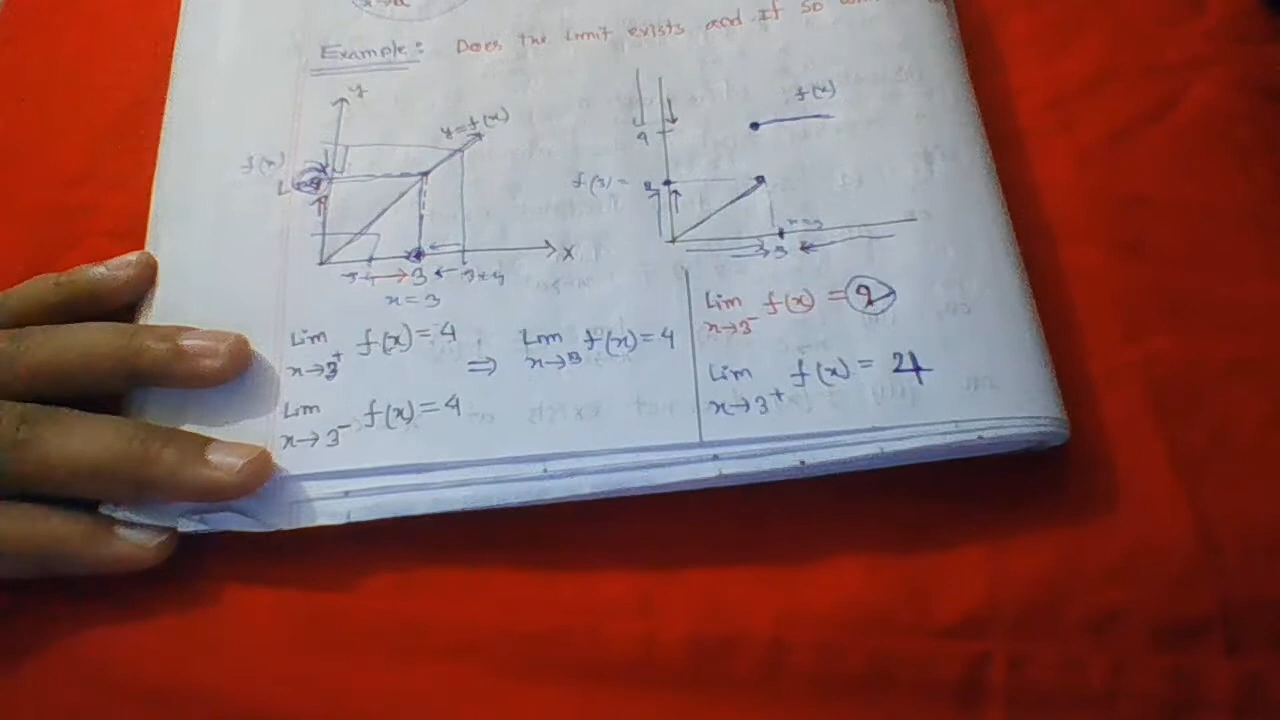 Example: Does the limit exists and If so
y
y=f(x)
f(x)
L
X
3
x=3
f(x)
4
f(3) =
x=3
3
Lim f(x) = 4
x→3⁺
⇒ Lim f(x) = 4
x→3
Lim f(x) = 4
x→3⁻
Lim f(x) = 2
x→3⁻
Lim f(x) = 4
x→3⁺